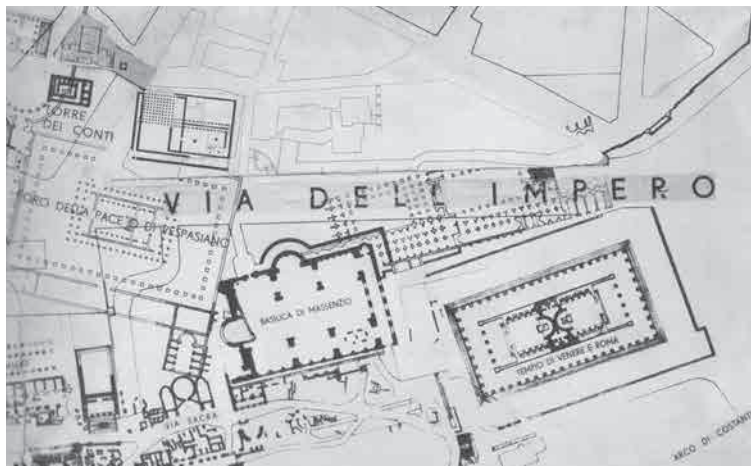 TORRE
DEI CONTI
VIA DELL IMPERO
FORO DELLA PACE O DI VESPASIANO
BASILICA DI MASSENZIO
TEMPIO DI VENERE E ROMA
VIA SACRA
ARCO DI COSTANT